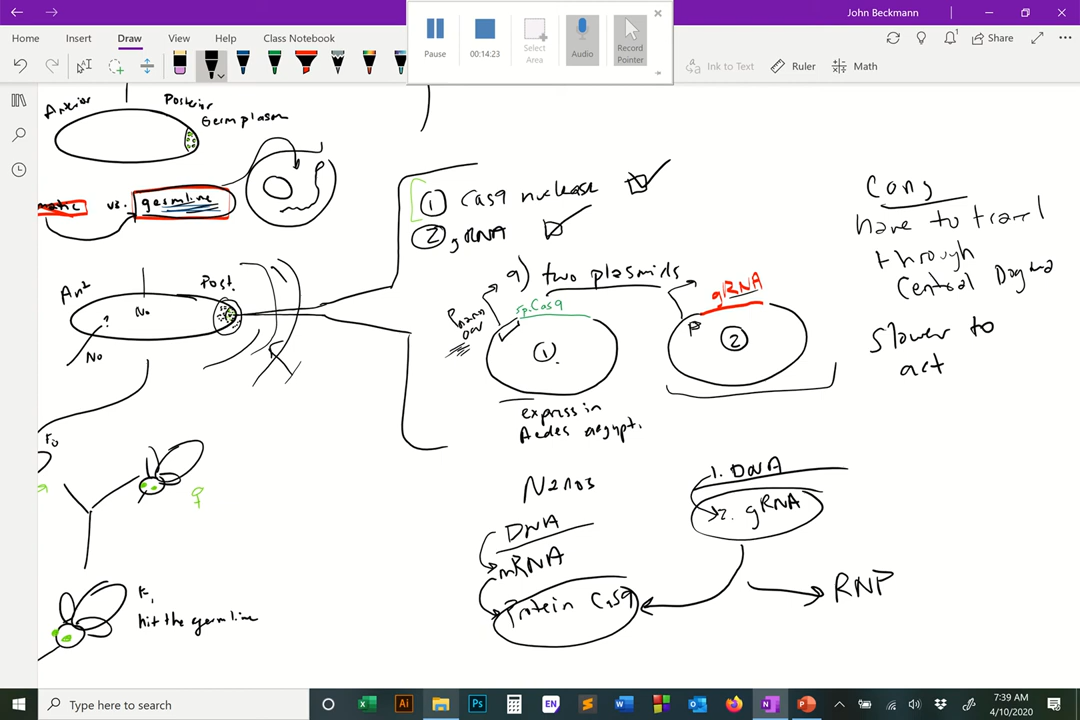 John Beckmann
Home Insert Draw View Help Class Notebook
Share
Pause
00:14:23
Select
Area
Audio
Record
Pointer
Ink to Text
Ruler
Math
Anterior
Posterior
Germ plasm
vs.
germline
1 Cas9 nuclease
2 gRNA
a) two plasmids
Cons
have to travel
through
Central Dogma
Slower to
act
Ant
Post.
No
?
No
sp.Cas9
gRNA
P
nanos
1
P
2
express in
Aedes aegypti
F0
♀
Nanos
DNA
mRNA
Protein Cas9
1. DNA
2. gRNA
RNP
F1
hit the germline
Type here to search
EN
7:39 AM
4/10/2020